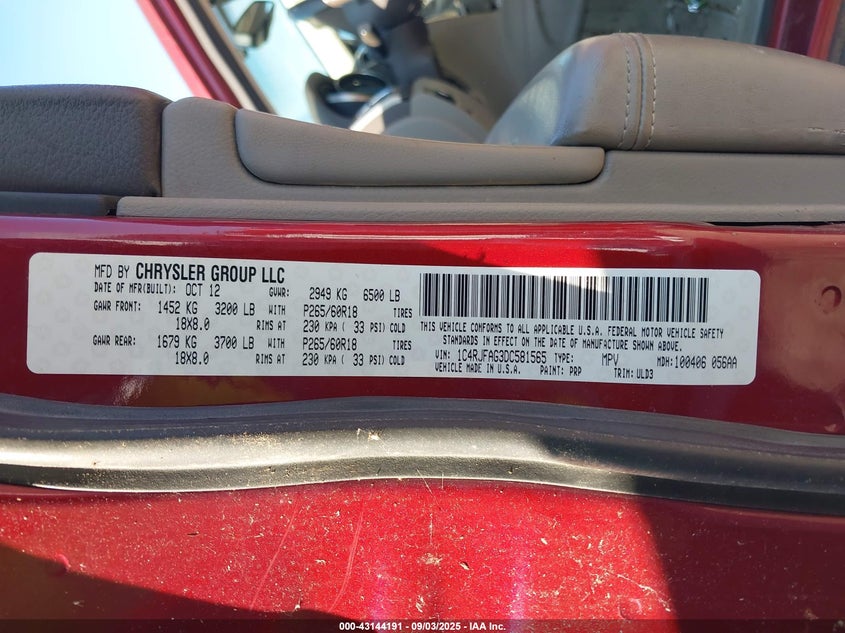 MFD BY CHRYSLER GROUP LLC
DATE OF MFR(BUILT): OCT 12 GVWR: 2949 KG 6500 LB
GAWR FRONT: 1452 KG 3200 LB WITH P265/60R18 TIRES
18X8.0 RIMS AT 230 KPA ( 33 PSI) COLD
GAWR REAR: 1679 KG 3700 LB WITH P265/60R18 TIRES
18X8.0 RIMS AT 230 KPA ( 33 PSI) COLD
THIS VEHICLE CONFORMS TO ALL APPLICABLE U.S.A. FEDERAL MOTOR VEHICLE SAFETY
STANDARDS IN EFFECT ON THE DATE OF MANUFACTURE SHOWN ABOVE.
VIN: 1C4RJFAG3DC581565 TYPE: MPV MDH:100406 056AA
VEHICLE MADE IN U.S.A. PAINT: PRP TRIM: ULD3
000-43144191 - 09/03/2025 - IAA Inc.